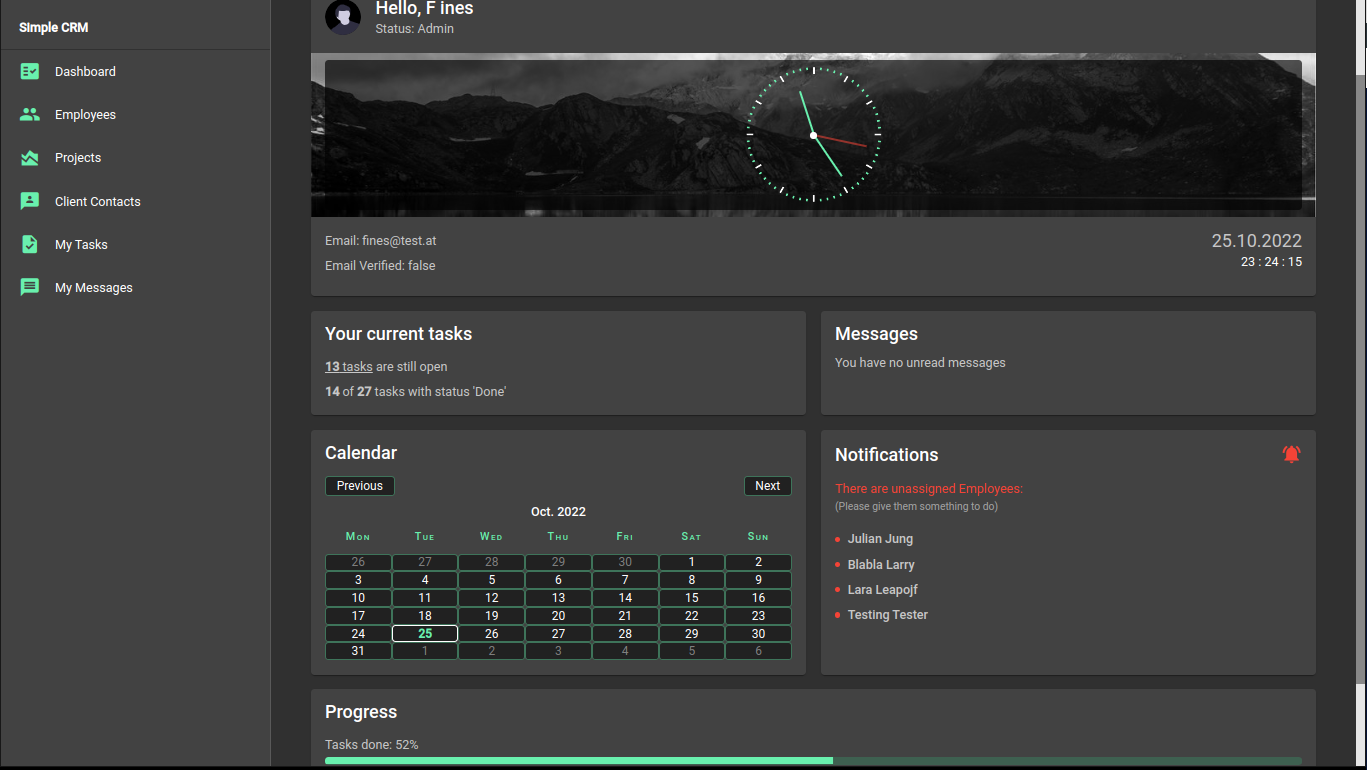 SImple CRM
Dashboard
Employees
Projects
Client Contacts
My Tasks
My Messages
Hello, F ines
Status: Admin
Email: fines@test.at
Email Verified: false
25.10.2022
23 : 24 : 15
Your current tasks
13 tasks are still open
14 of 27 tasks with status 'Done'
Messages
You have no unread messages
Calendar
Previous Next
Oct. 2022
Mon Tue Wed Thu Fri Sat Sun
26 27 28 29 30 1 2
3 4 5 6 7 8 9
10 11 12 13 14 15 16
17 18 19 20 21 22 23
24 25 26 27 28 29 30
31 1 2 3 4 5 6
Notifications
There are unassigned Employees:
(Please give them something to do)
Julian Jung
Blabla Larry
Lara Leapojf
Testing Tester
Progress
Tasks done: 52%